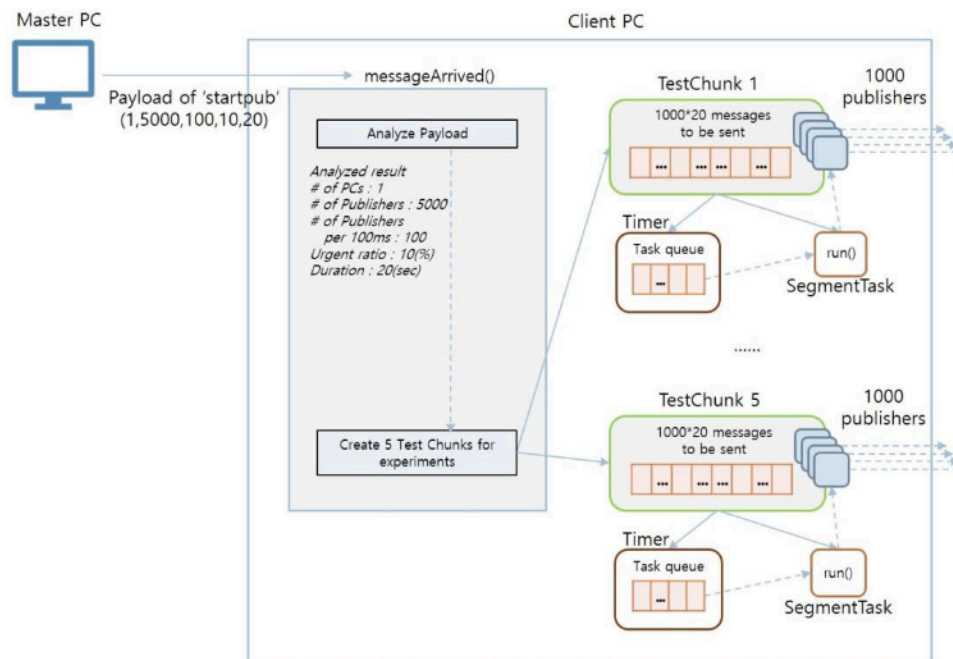 Master PC
Client PC
Payload of 'startpub'
(1,5000,100,10,20)
messageArrived()
Analyze Payload
Analyzed result
# of PCs : 1
# of Publishers : 5000
# of Publishers
per 100ms : 100
Urgent ratio : 10(%)
Duration : 20(sec)
Create 5 Test Chunks for
experiments
TestChunk 1
1000*20 messages
to be sent
... ... ... ...
1000
publishers
Timer
Task queue
...
run()
SegmentTask
......
TestChunk 5
1000*20 messages
to be sent
... ... ... ...
1000
publishers
Timer
Task queue
...
run()
SegmentTask